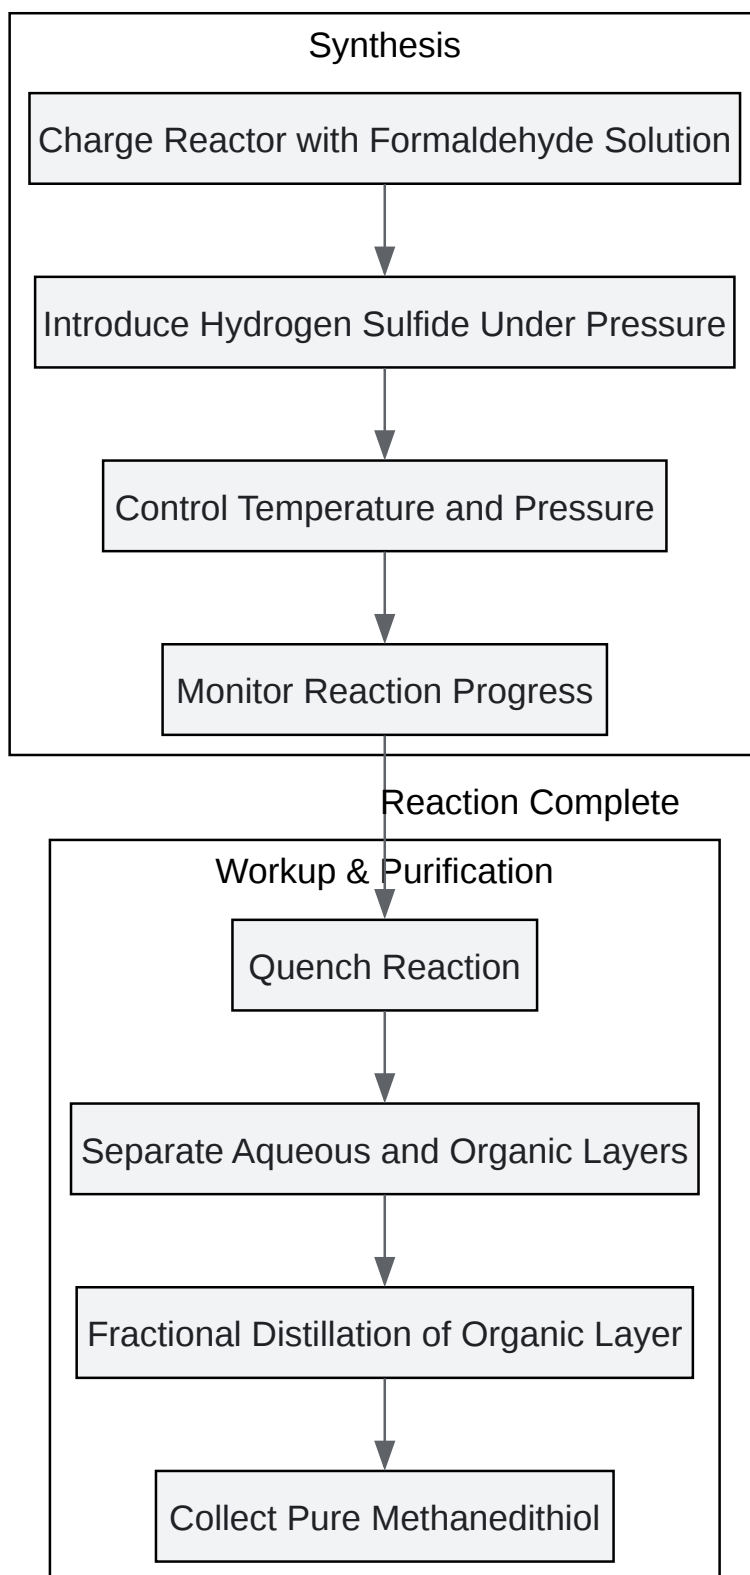 Synthesis
Charge Reactor with Formaldehyde Solution
Introduce Hydrogen Sulfide Under Pressure
Control Temperature and Pressure
Monitor Reaction Progress
Reaction Complete
Workup & Purification
Quench Reaction
Separate Aqueous and Organic Layers
Fractional Distillation of Organic Layer
Collect Pure Methanedithiol